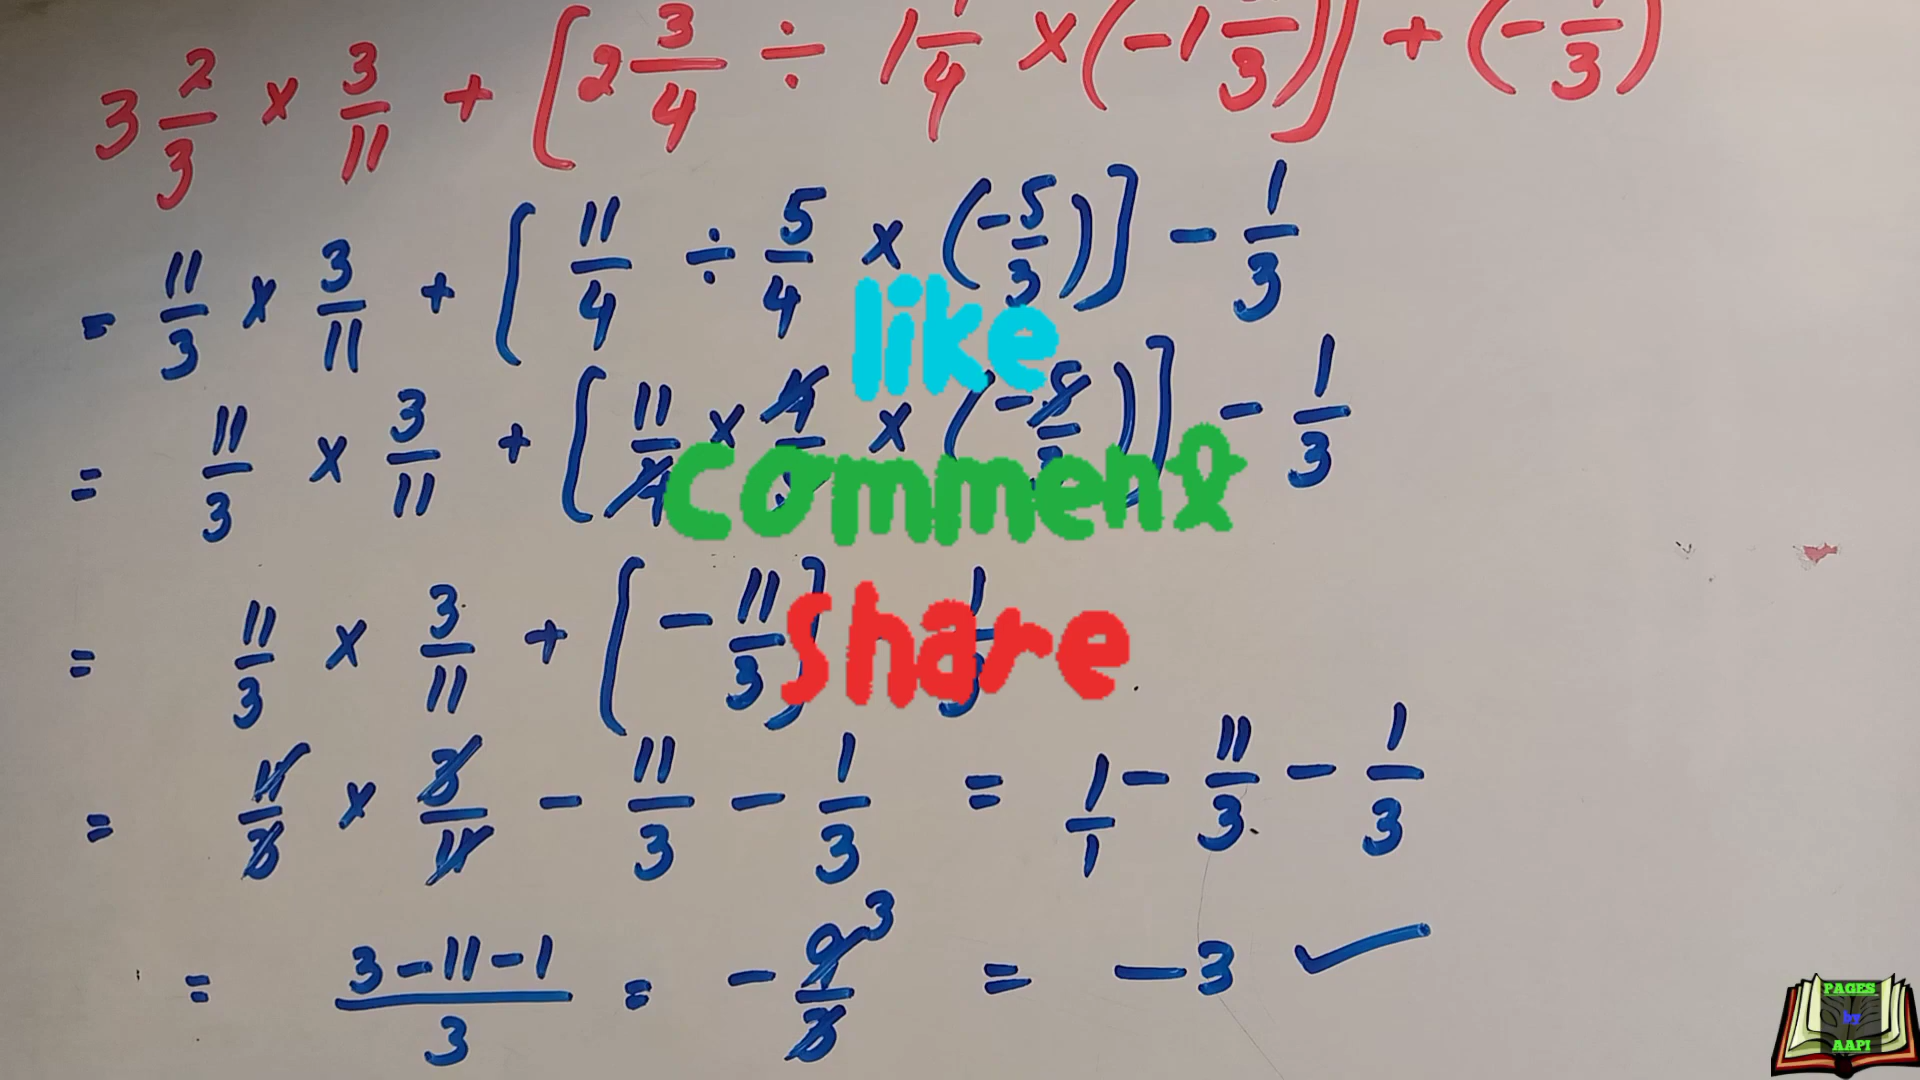 3 2/3 × 3/11 + [2 3/4 ÷ 1 1/4 × (-1 /3)] + (-1/3)
= 11/3 × 3/11 + [11/4 ÷ 5/4 × (-5/3)] - 1/3
like
= 11/3 × 3/11 + [11/4 × 4/ × (-5/ )] - 1/3
comment
= 11/3 × 3/11 + [-11/3] 1/3
share
= 11/3 × 3/11 - 11/3 - 1/3 = 1/1 - 11/3 - 1/3
= 3-11-1/3 = -9/3 3 = -3 ✓
PAGES
by
AAPI